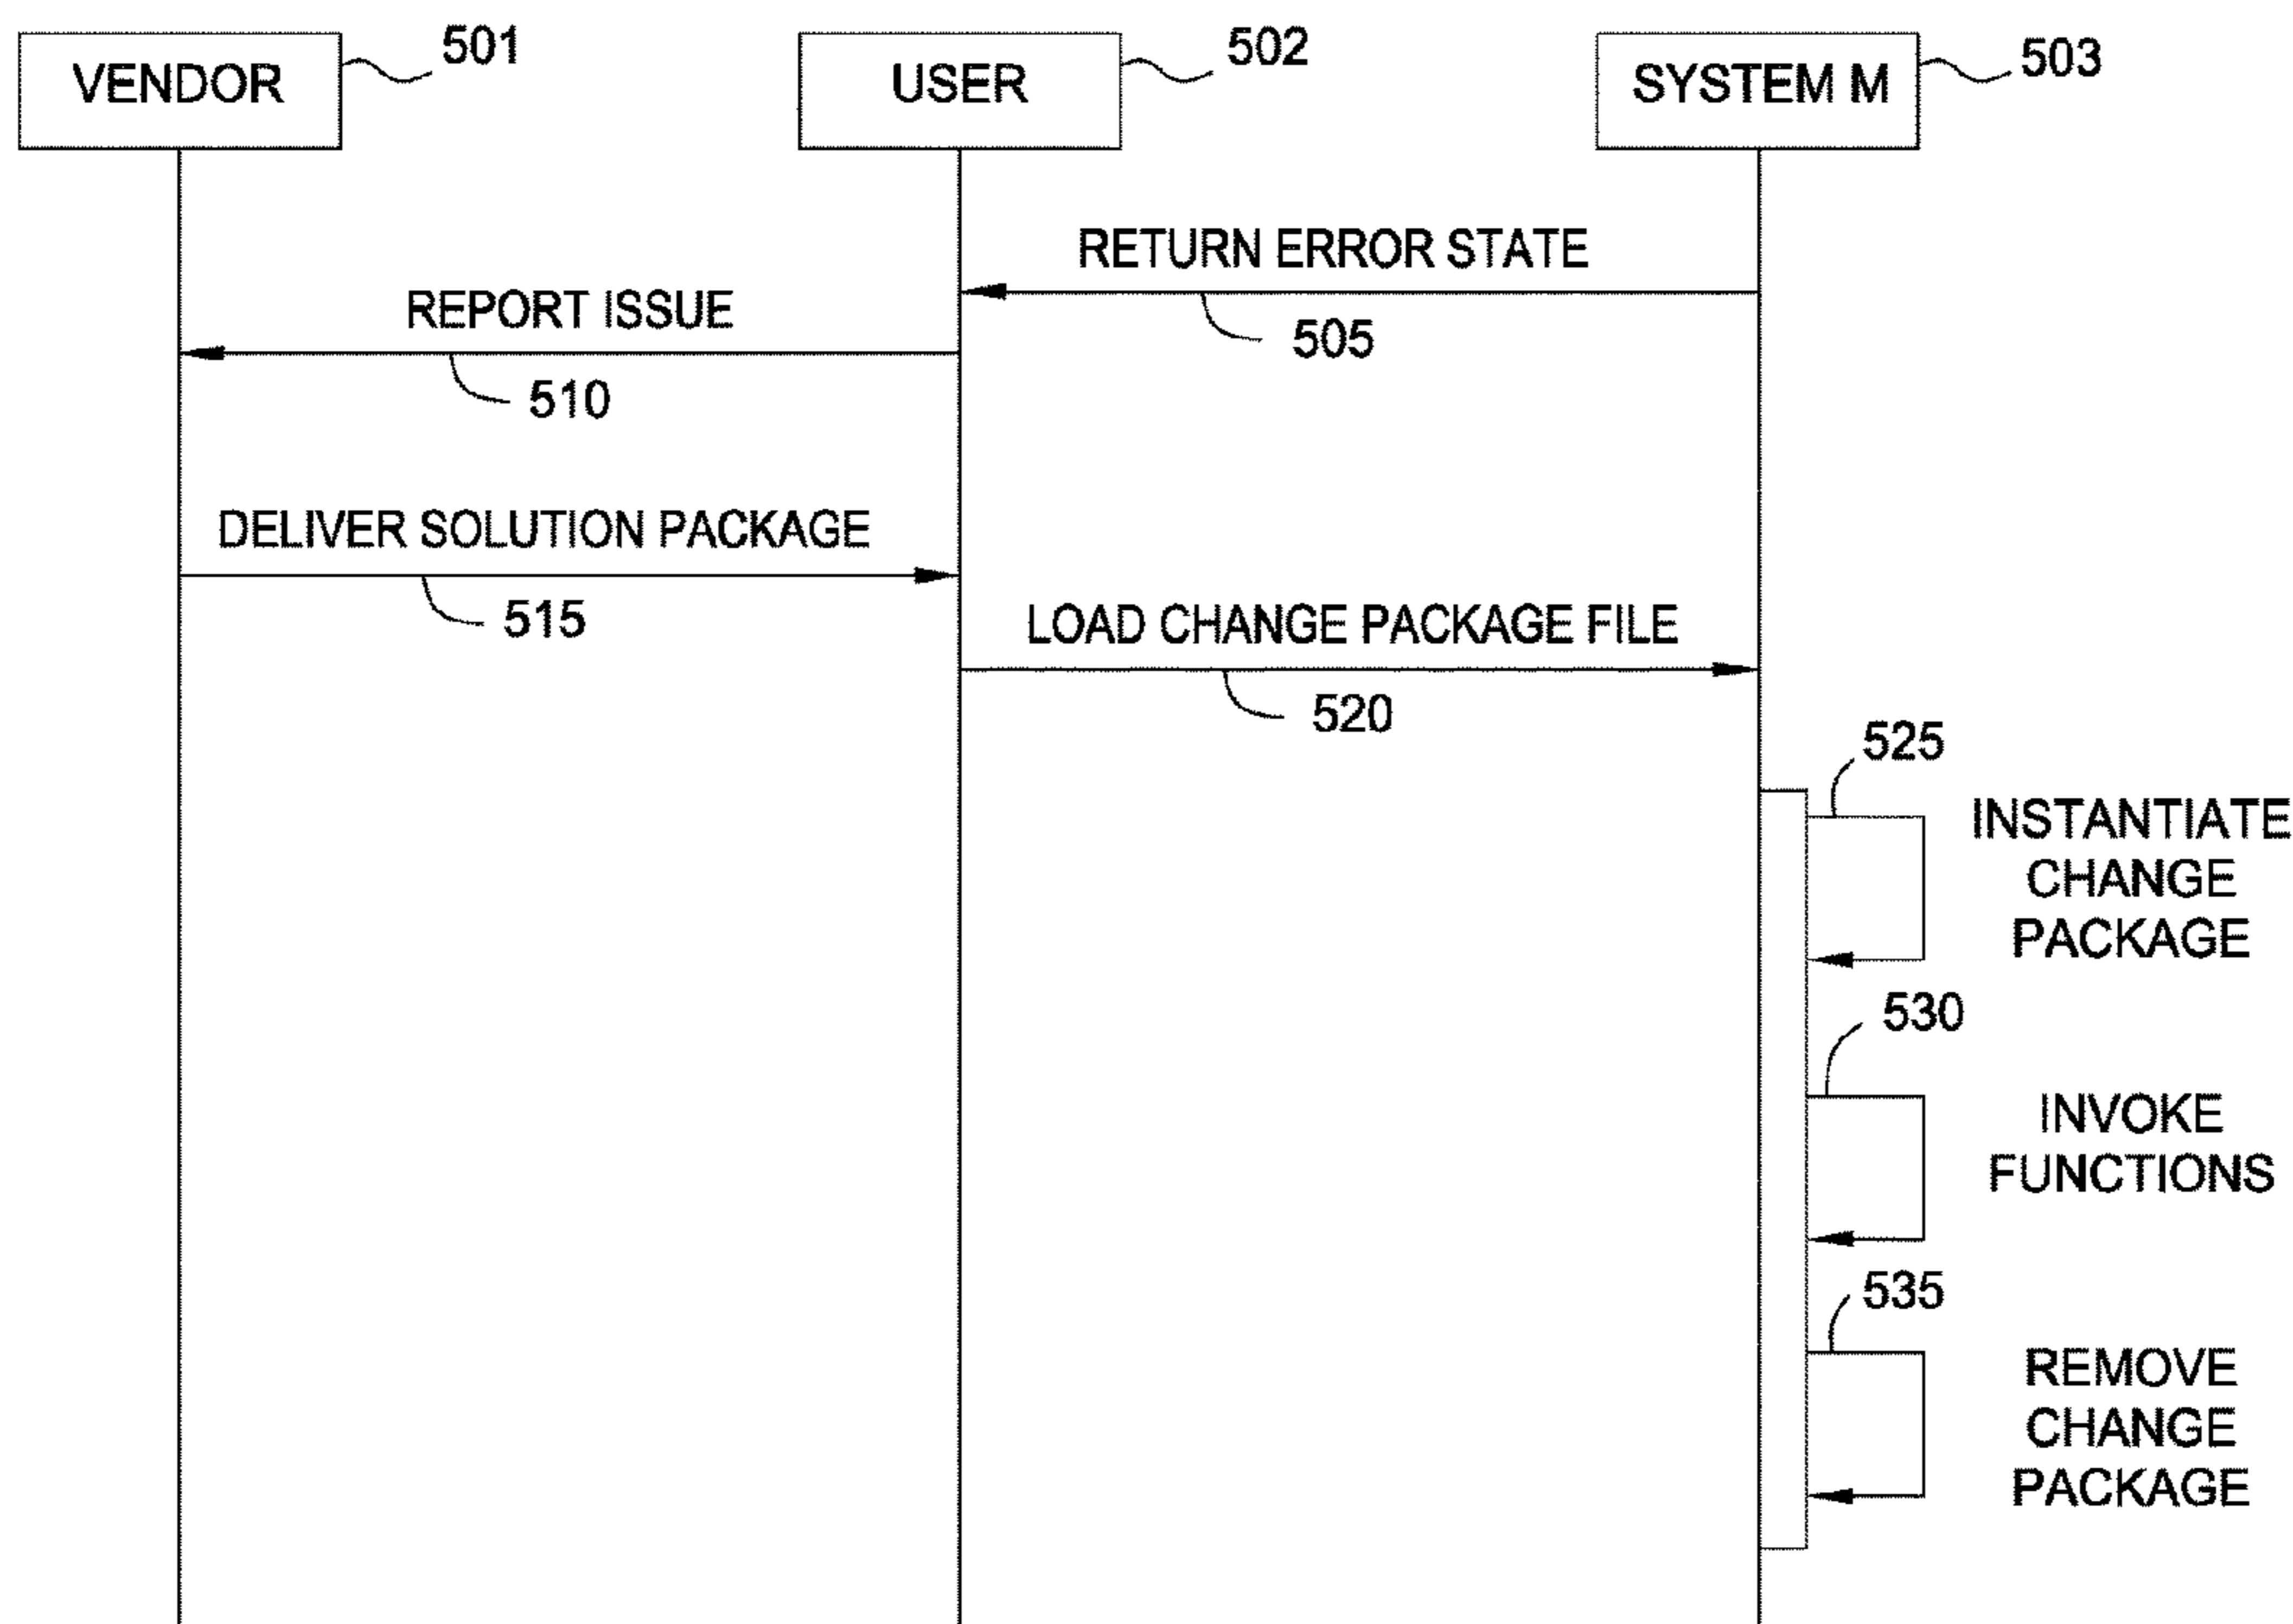 VENDOR
501
USER
502
SYSTEM M
503
RETURN ERROR STATE
505
REPORT ISSUE
510
DELIVER SOLUTION PACKAGE
515
LOAD CHANGE PACKAGE FILE
520
525
INSTANTIATE
CHANGE
PACKAGE
530
INVOKE
FUNCTIONS
535
REMOVE
CHANGE
PACKAGE